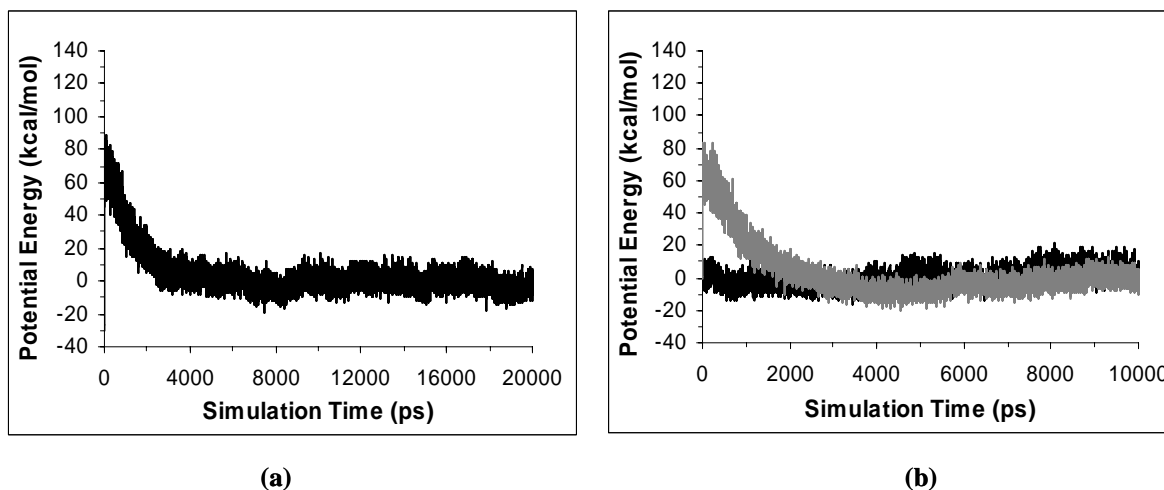 140
120
100
80
60
40
20
0
-20
-40
Potential Energy (kcal/mol)
0 4000 8000 12000 16000 20000
Simulation Time (ps)
(a)
140
120
100
80
60
40
20
0
-20
-40
Potential Energy (kcal/mol)
0 2000 4000 6000 8000 10000
Simulation Time (ps)
(b)